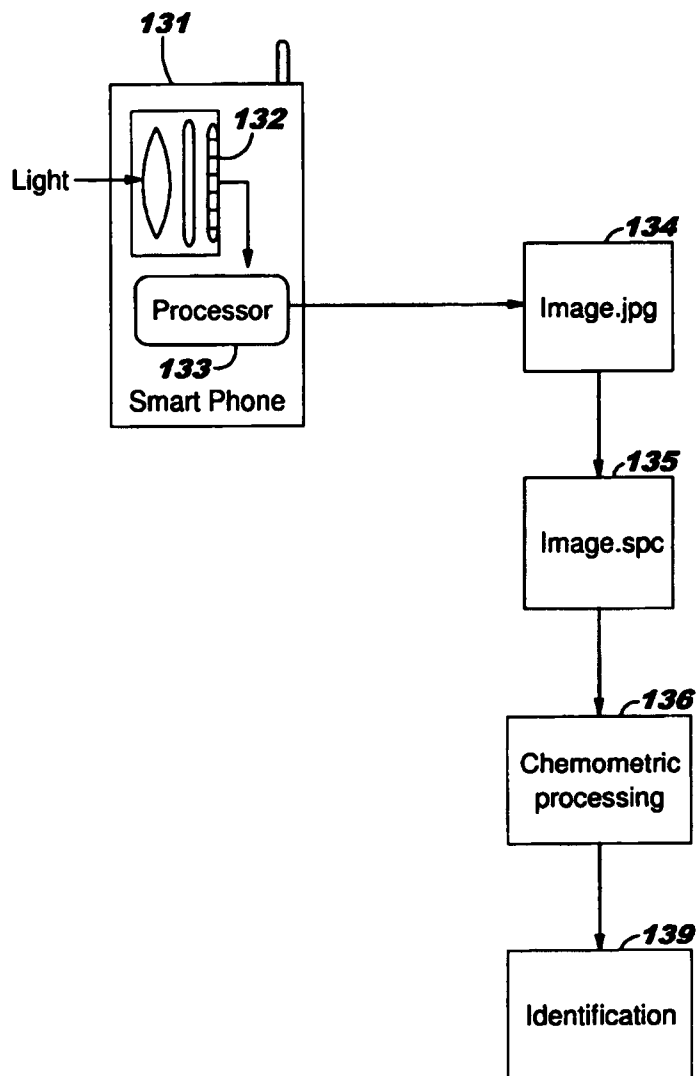 131
132
Light
Processor
133
Smart Phone
134
Image.jpg
135
Image.spc
136
Chemometric
processing
139
Identification